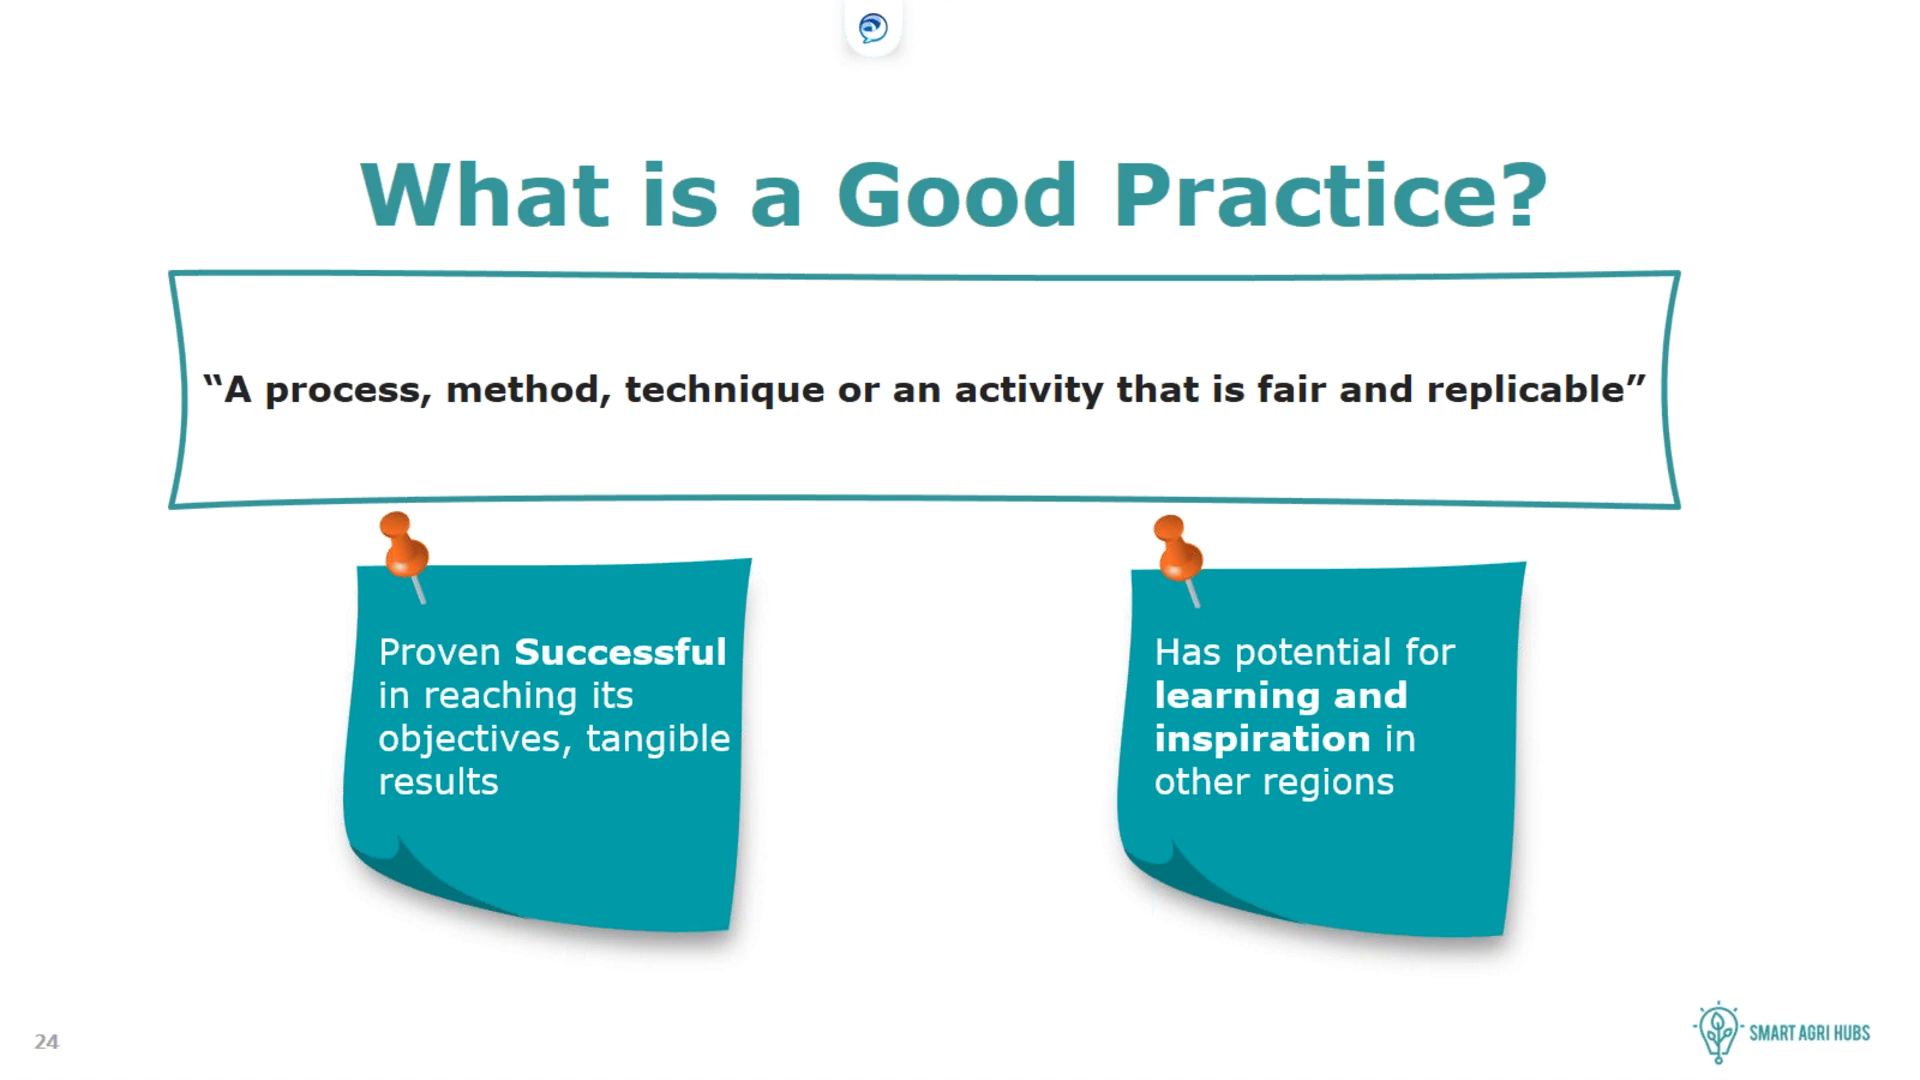 What is a Good Practice?
“A process, method, technique or an activity that is fair and replicable”
Proven Successful
in reaching its
objectives, tangible
results
Has potential for
learning and
inspiration in
other regions
24
SMART AGRI HUBS